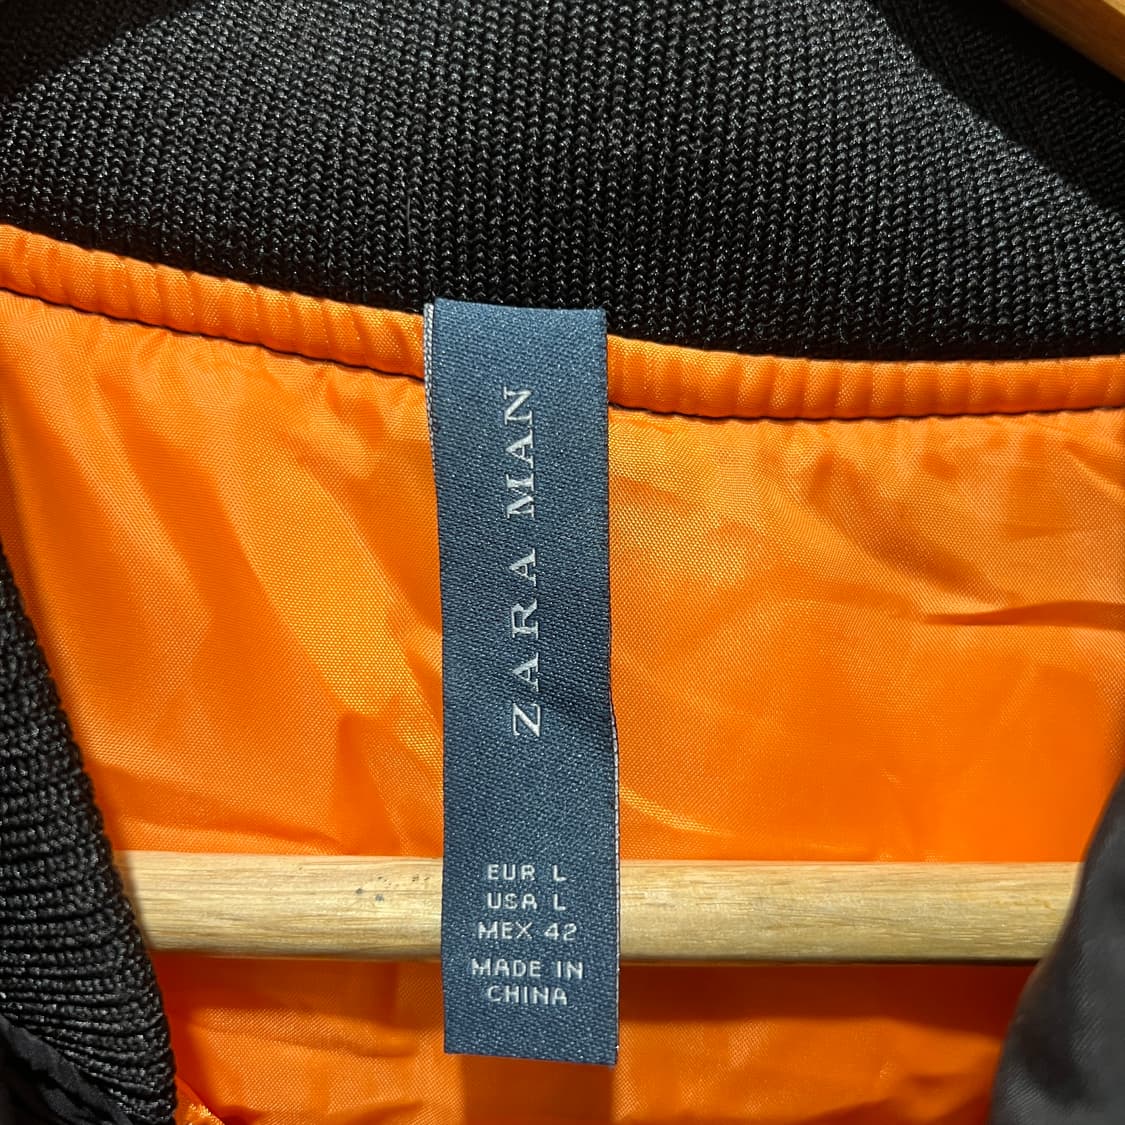 ZARA MAN
EUR L
USA L
MEX 42
MADE IN
CHINA